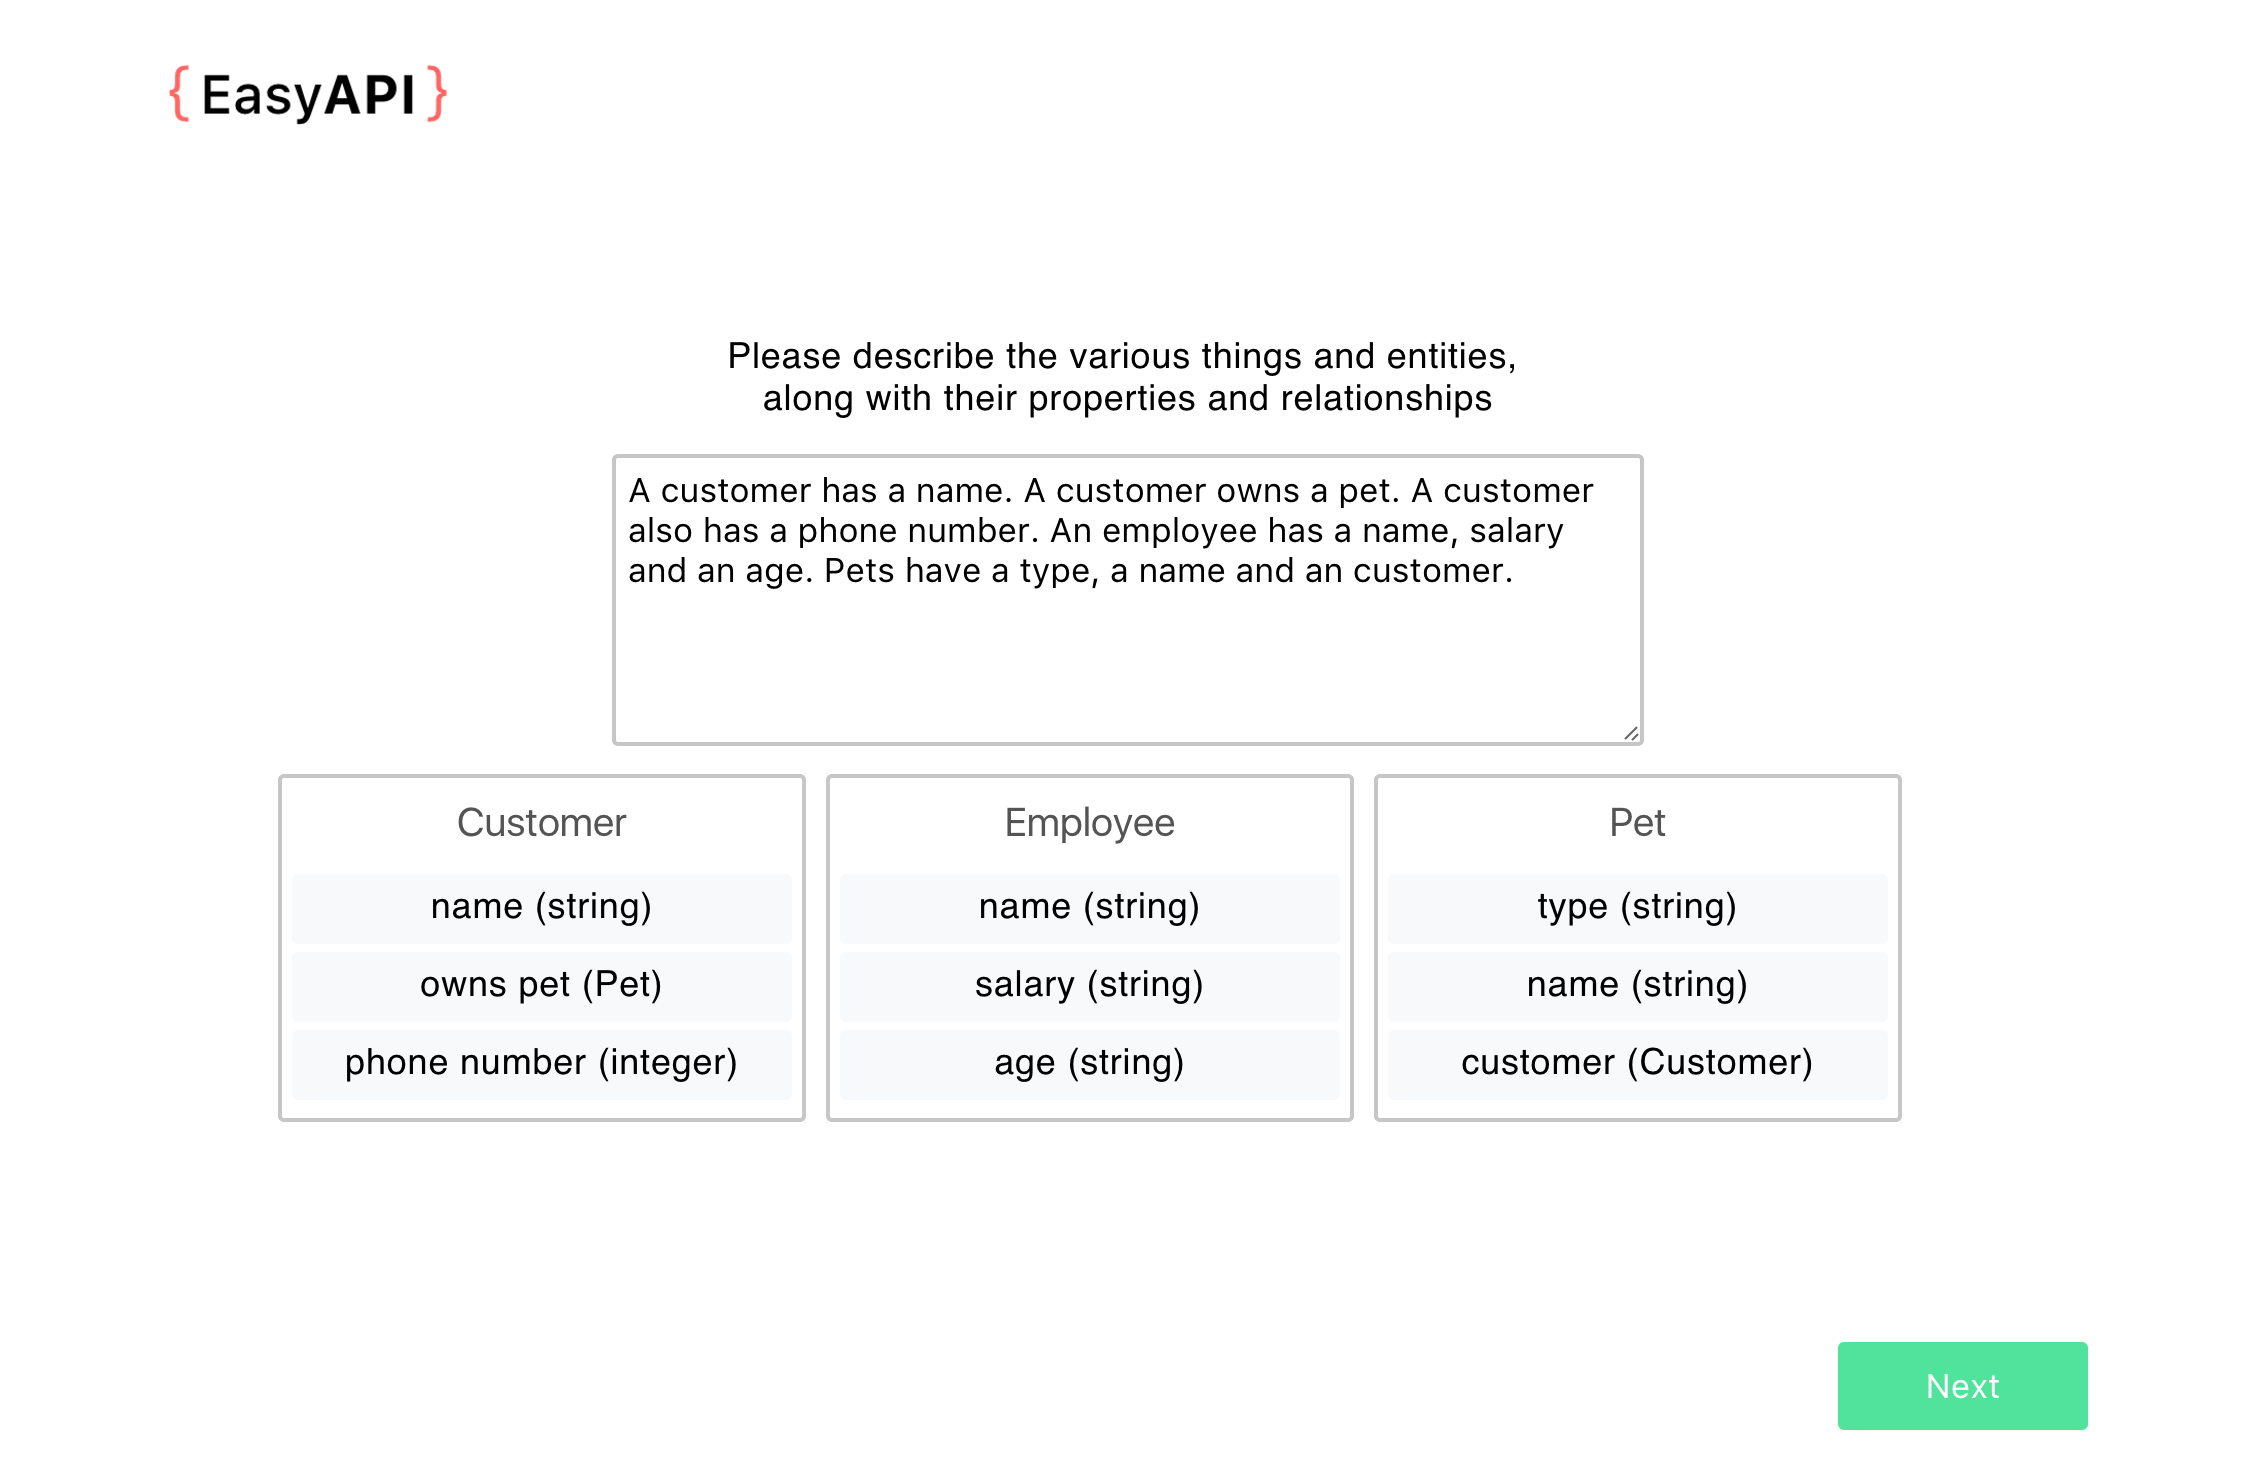 { EasyAPI }
Please describe the various things and entities,
along with their properties and relationships
A customer has a name. A customer owns a pet. A customer
also has a phone number. An employee has a name, salary
and an age. Pets have a type, a name and an customer.
Customer
name (string)
owns pet (Pet)
phone number (integer)
Employee
name (string)
salary (string)
age (string)
Pet
type (string)
name (string)
customer (Customer)
Next